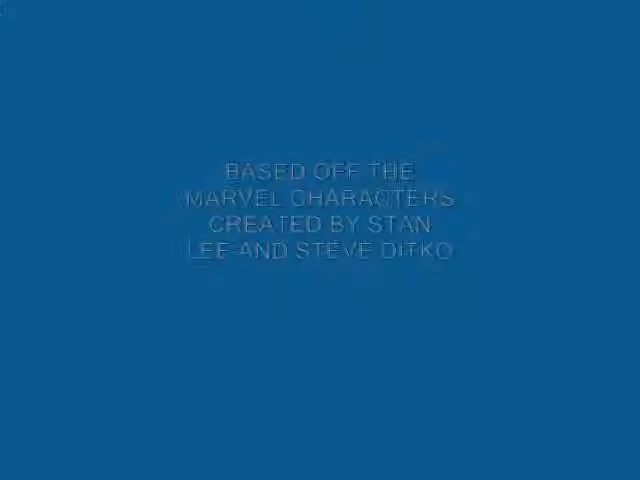 BASED OFF THE
MARVEL CHARACTERS
CREATED BY STAN
LEE AND STEVE DITKO